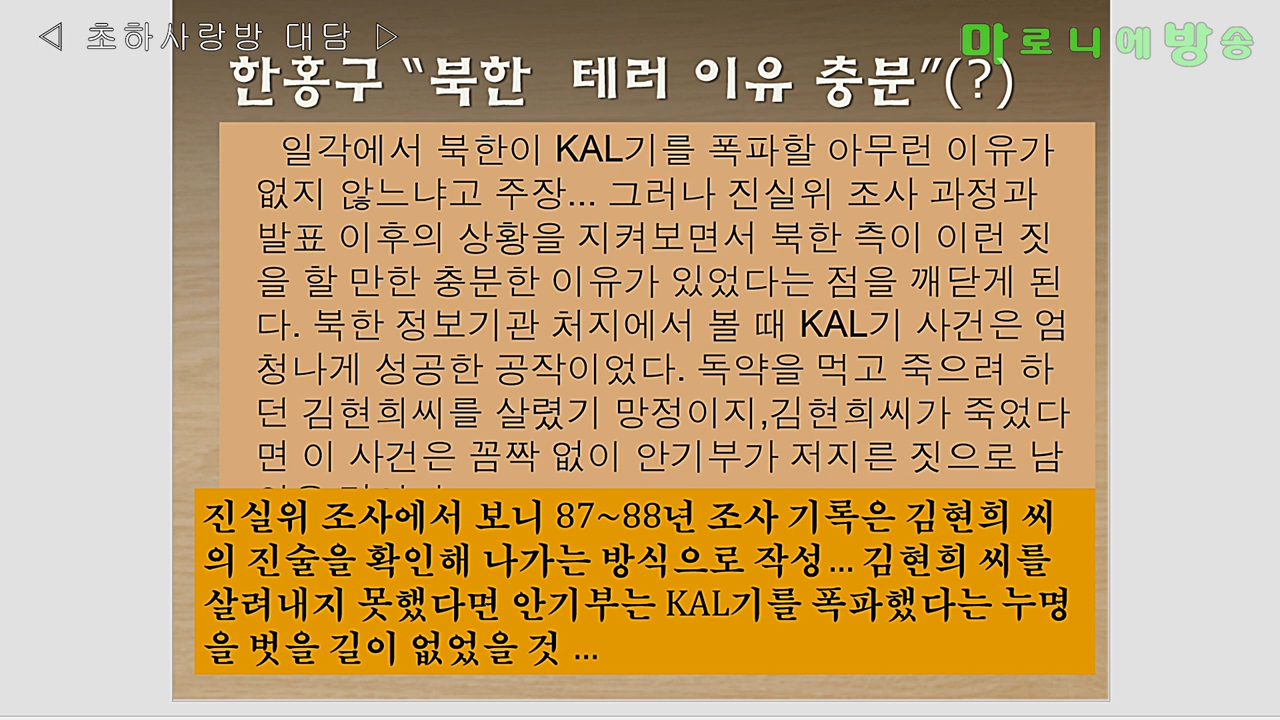 ◁ 초하사랑방 대담 ▷
마로니에방송
한홍구 “북한 테러 이유 충분”(?)
일각에서 북한이 KAL기를 폭파할 아무런 이유가
없지 않느냐고 주장... 그러나 진실위 조사 과정과
발표 이후의 상황을 지켜보면서 북한 측이 이런 짓
을 할 만한 충분한 이유가 있었다는 점을 깨닫게 된
다. 북한 정보기관 처지에서 볼 때 KAL기 사건은 엄
청나게 성공한 공작이었다. 독약을 먹고 죽으려 하
던 김현희씨를 살렸기 망정이지,김현희씨가 죽었다
면 이 사건은 꼼짝 없이 안기부가 저지른 짓으로 남
진실위 조사에서 보니 87~88년 조사 기록은 김현희 씨
의 진술을 확인해 나가는 방식으로 작성... 김현희 씨를
살려내지 못했다면 안기부는 KAL기를 폭파했다는 누명
을 벗을 길이 없었을 것 ...